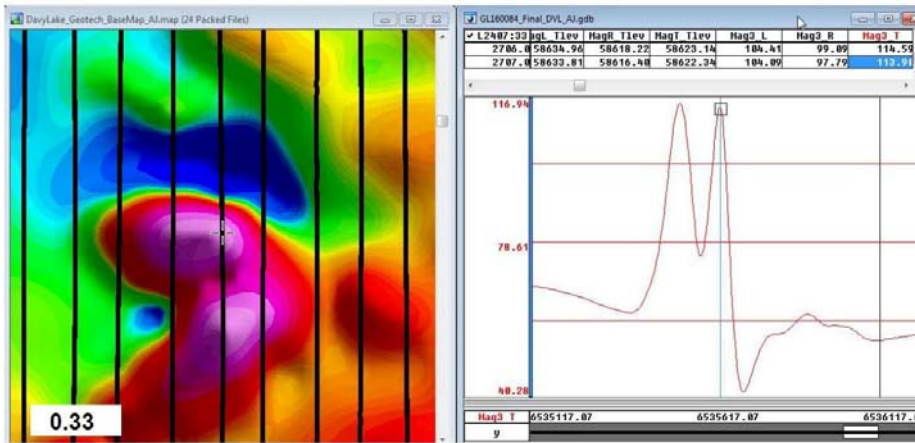 DavyLake_Geotech_BaseMap_AJ.map (24 Packed Files)
0.33
GL160084_Final_DVL_AJ.gdb
L2407:33 MagL_Tlev MagR_Tlev MagT_Tlev Mag3_L Mag3_R Mag3_T
2706.0 58634.96 58618.22 58623.14 104.41 99.09 114.59
2707.0 58633.81 58616.40 58622.34 104.09 97.79 113.91
116.94
78.61
40.28
Mag3_T 6535117.07 6535617.07 6536117.07
y